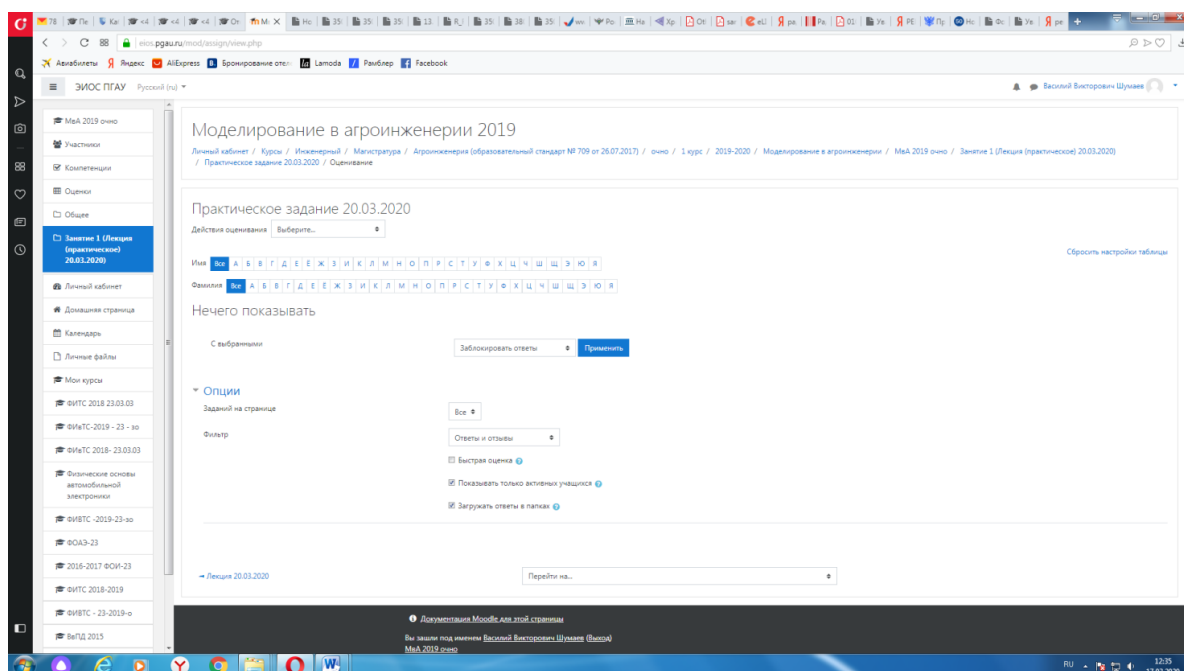 eios.pgau.ru/mod/assign/view.php
Авиабилеты Яндекс AliExpress Бронирование отел Lamoda Рамблер Facebook
ЭИОС ПГАУ Русский (ru)
Василий Викторович Шумаев
МвА 2019 очно
Участники
Компетенции
Оценки
Общее
Занятие 1 (Лекция
(практическое)
20.03.2020)
Личный кабинет
Домашняя страница
Календарь
Личные файлы
Мои курсы
ФИТС 2018 23.03.03
ФИвТС-2019 - 23 - зо
ФИвТС 2018- 23.03.03
Физические основы
автомобильной
электроники
ФИВТС -2019-23-зо
ФОАЭ-23
2016-2017 ФОИ-23
ФИТС 2018-2019
ФИВТС - 23-2019-о
ВвПД 2015
Моделирование в агроинженерии 2019
Личный кабинет / Курсы / Инженерный / Магистратура / Агроинженерия (образовательный стандарт № 709 от 26.07.2017) / очно / 1 курс / 2019-2020 / Моделирование в агроинженерии / МвА 2019 очно / Занятие 1 (Лекция (практическое) 20.03.2020)
/ Практическое задание 20.03.2020 / Оценивание
Практическое задание 20.03.2020
Действия оценивания Выберите...
Сбросить настройки таблицы
Имя Все А Б В Г Д Е Ё Ж З И К Л М Н О П Р С Т У Ф Х Ц Ч Ш Щ Э Ю Я
Фамилия Все А Б В Г Д Е Ё Ж З И К Л М Н О П Р С Т У Ф Х Ц Ч Ш Щ Э Ю Я
Нечего показывать
С выбранными Заблокировать ответы Применить
Опции
Заданий на странице Все
Фильтр Ответы и отзывы
Быстрая оценка
Показывать только активных учащихся
Загружать ответы в папках
Лекция 20.03.2020 Перейти на...
Документация Moodle для этой страницы
Вы зашли под именем Василий Викторович Шумаев (Выход)
МвА 2019 очно
RU 12:35